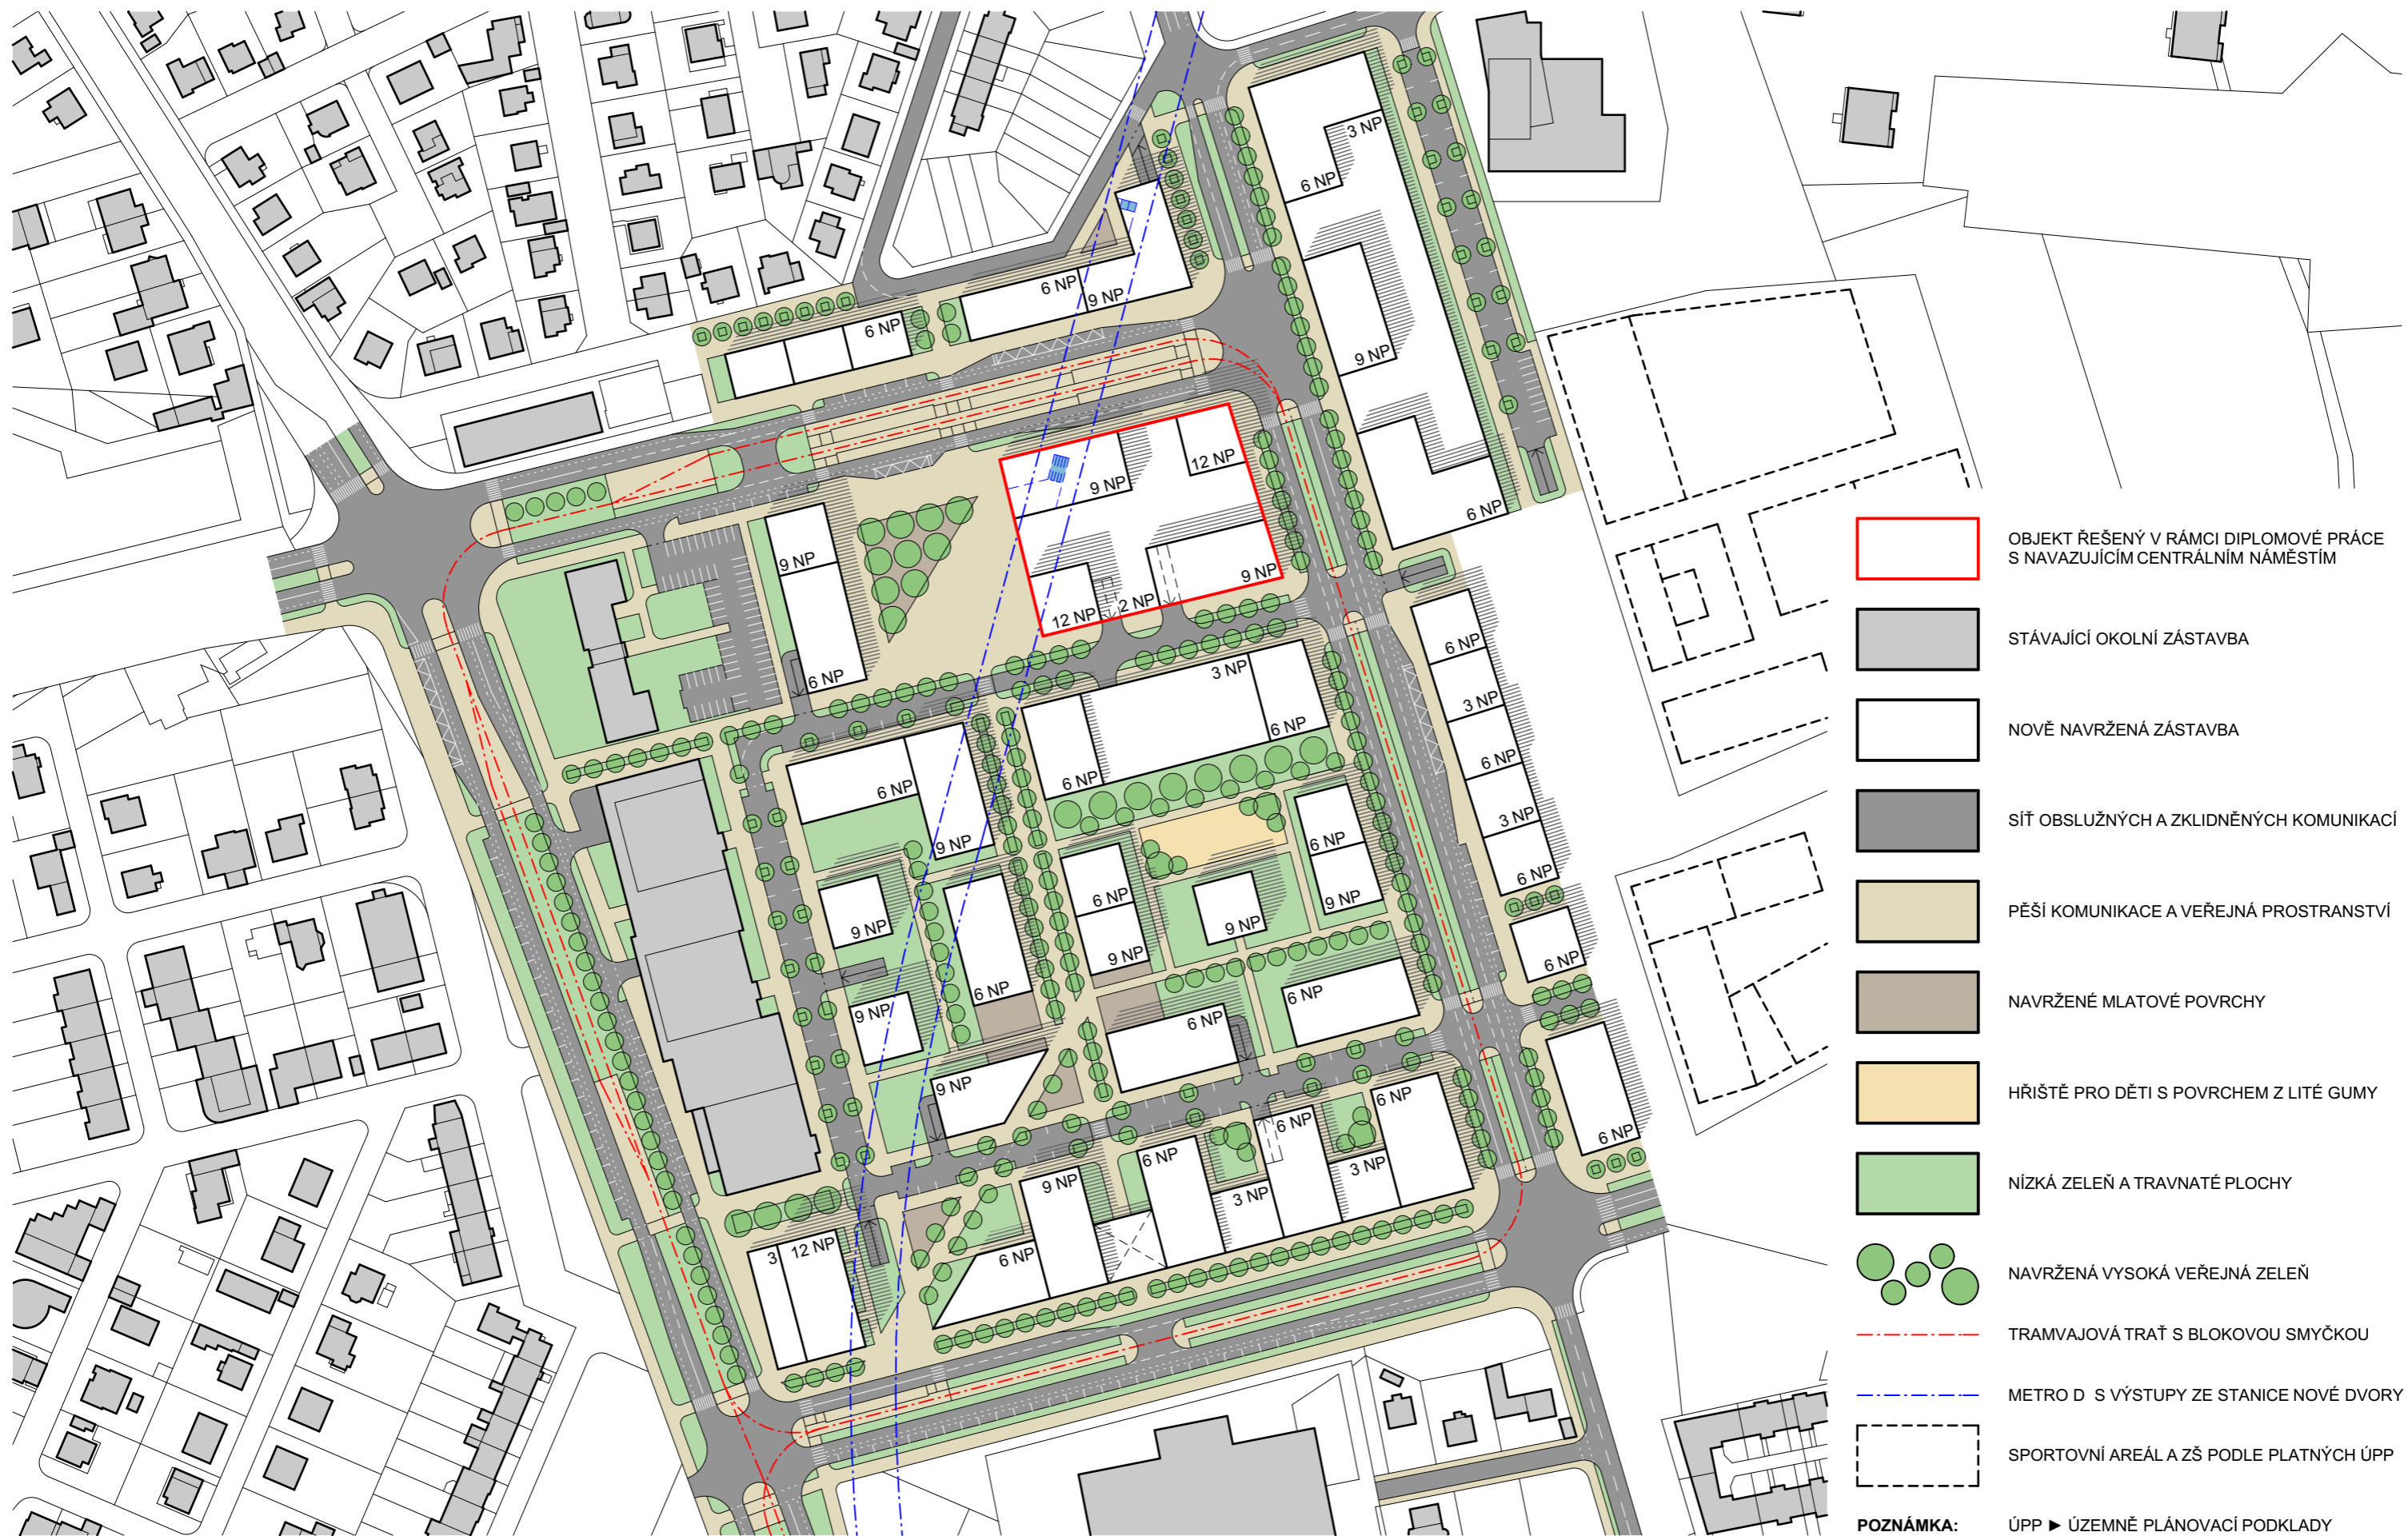 3 NP
6 NP
6 NP
9 NP
6 NP
9 NP
12 NP
9 NP
6 NP
9 NP
9 NP
12 NP
2 NP
6 NP
6 NP
3 NP
3 NP
6 NP
6 NP
6 NP
6 NP
3 NP
9 NP
6 NP
6 NP
9 NP
6 NP
9 NP
9 NP
9 NP
6 NP
9 NP
6 NP
6 NP
6 NP
9 NP
6 NP
9 NP
6 NP
6 NP
6 NP
6 NP
9 NP
3 NP
3 NP
3
12 NP
6 NP
OBJEKT ŘEŠENÝ V RÁMCI DIPLOMOVÉ PRÁCE
S NAVAZUJÍCÍM CENTRÁLNÍM NÁMĚSTÍM
STÁVAJÍCÍ OKOLNÍ ZÁSTAVBA
NOVĚ NAVRŽENÁ ZÁSTAVBA
SÍŤ OBSLUŽNÝCH A ZKLIDNĚNÝCH KOMUNIKACÍ
PĚŠÍ KOMUNIKACE A VEŘEJNÁ PROSTRANSTVÍ
NAVRŽENÉ MLATOVÉ POVRCHY
HŘIŠTĚ PRO DĚTI S POVRCHEM Z LITÉ GUMY
NÍZKÁ ZELEŇ A TRAVNATÉ PLOCHY
NAVRŽENÁ VYSOKÁ VEŘEJNÁ ZELEŇ
TRAMVAJOVÁ TRAŤ S BLOKOVOU SMYČKOU
METRO D S VÝSTUPY ZE STANICE NOVÉ DVORY
SPORTOVNÍ AREÁL A ZŠ PODLE PLATNÝCH ÚPP
POZNÁMKA: ÚPP ► ÚZEMNĚ PLÁNOVACÍ PODKLADY